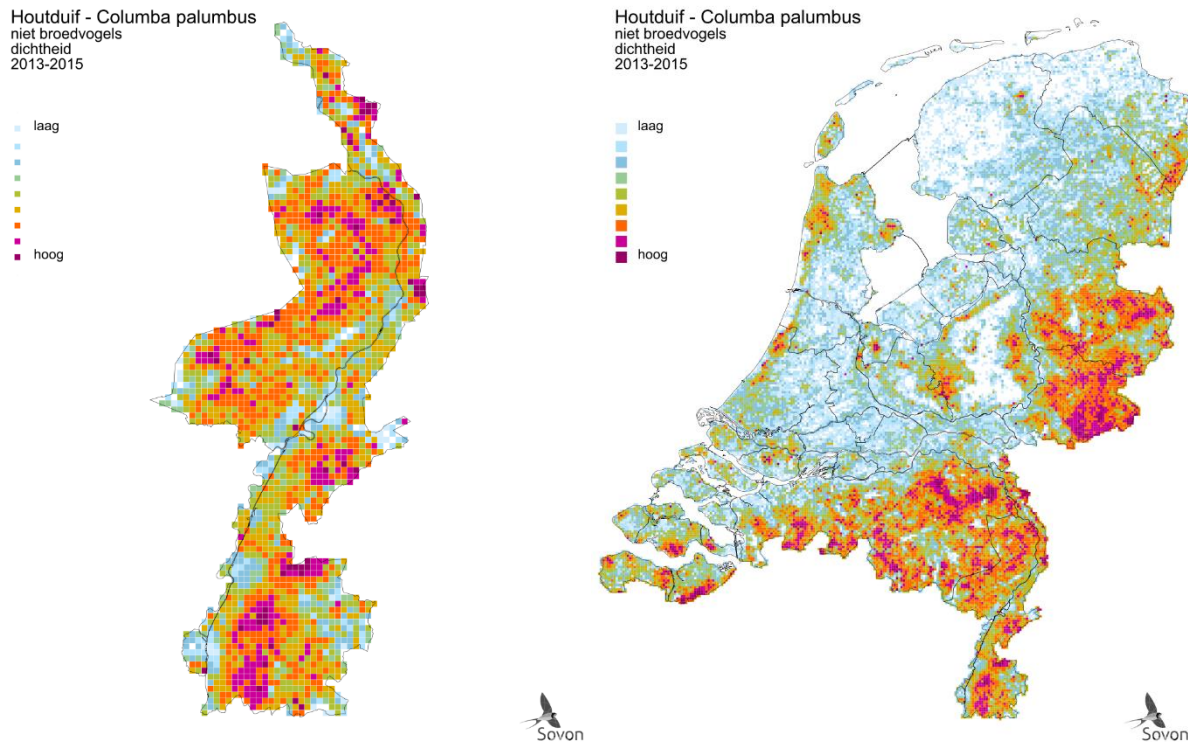 Houtduif - Columba palumbus
niet broedvogels
dichtheid
2013-2015
laag
hoog
Sovon
Houtduif - Columba palumbus
niet broedvogels
dichtheid
2013-2015
laag
hoog
Sovon